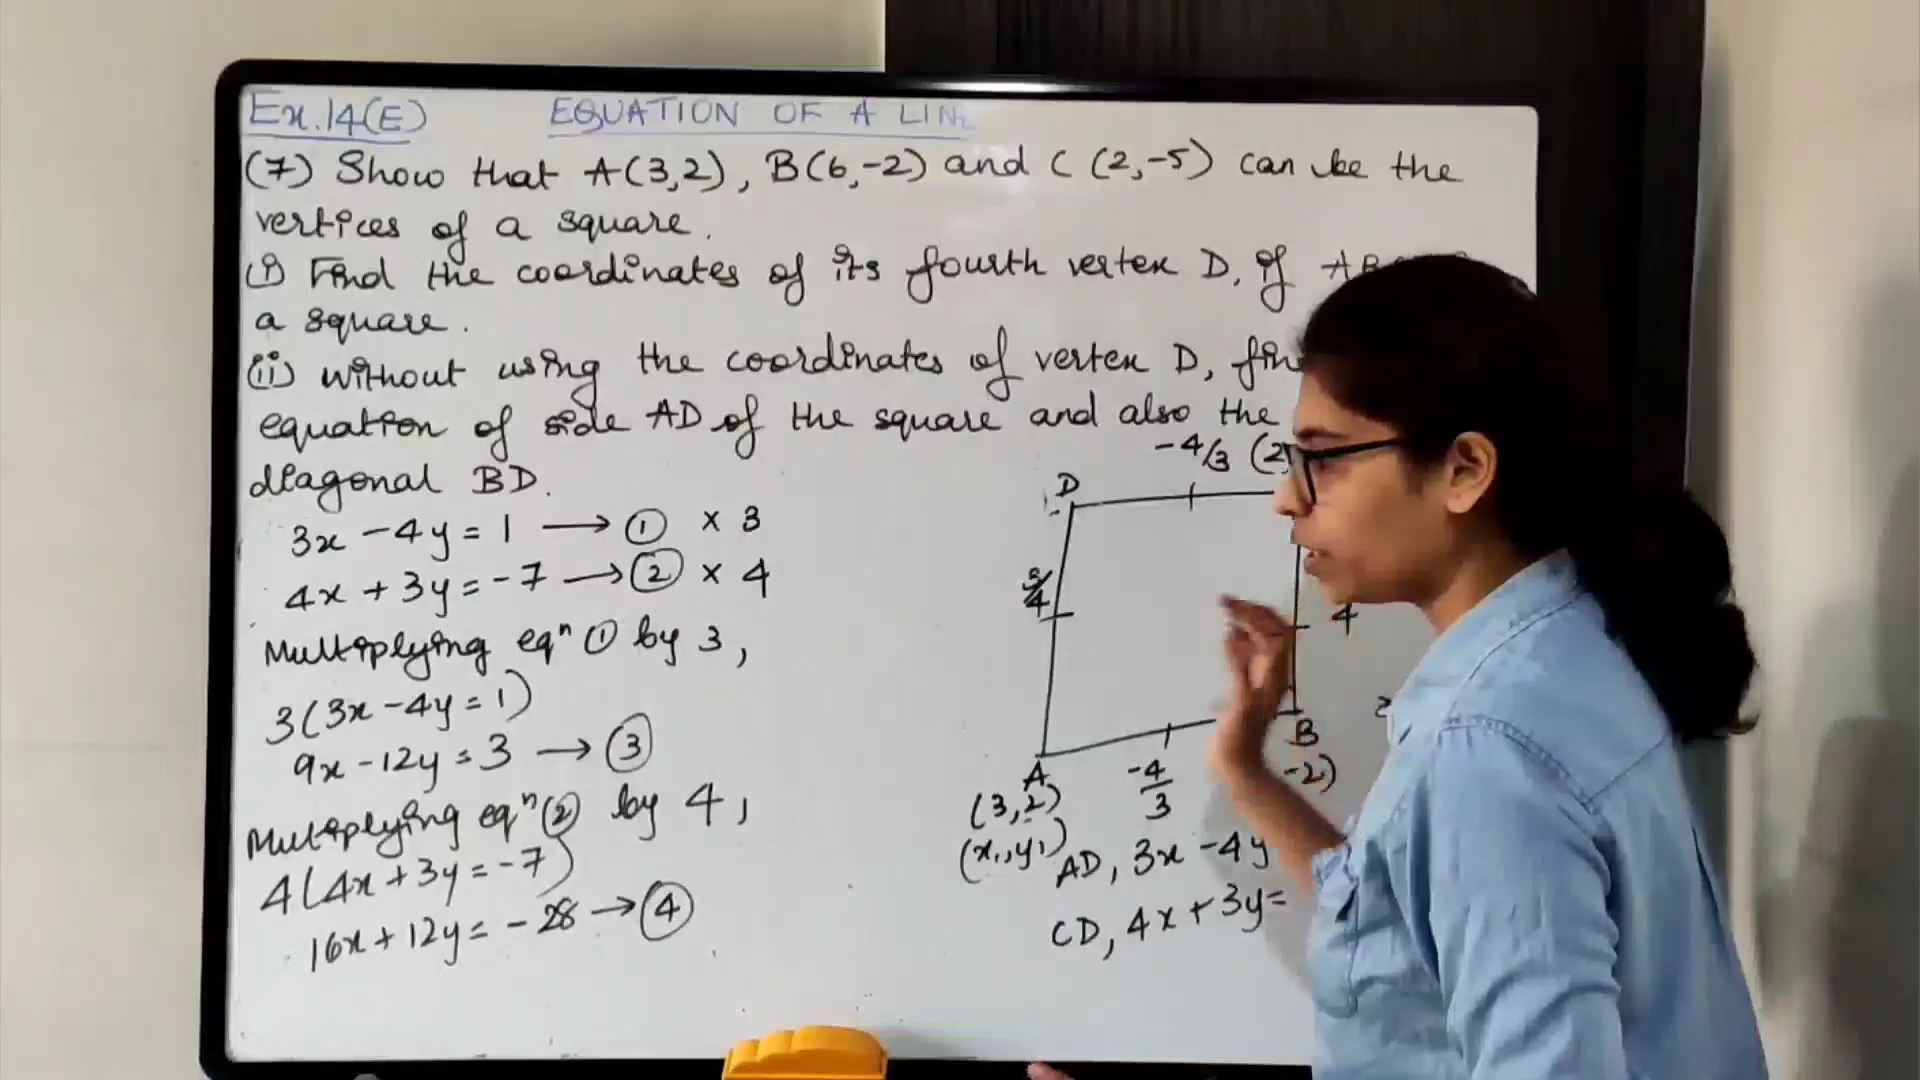 Ex.14(E) EQUATION OF A LINE
(7) Show that A(3,2), B(6,-2) and C (2,-5) can be the
vertices of a square.
(i) Find the coordinates of its fourth vertex D, if
a square.
(ii) without using the coordinates of vertex D, find
equation of side AD of the square and also the
diagonal BD.
3x - 4y = 1 → ① × 3
4x + 3y = -7 → ② × 4
Multiplying eqⁿ ① by 3,
3(3x - 4y = 1)
9x - 12y = 3 → ③
Multiplying eqⁿ ② by 4,
4(4x + 3y = -7)
16x + 12y = -28 → ④
-4/3 (2,
D
3/4
4
B
-2)
A
(3,2)
(x₁,y₁)
-4/3
AD, 3x - 4y
CD, 4x + 3y =